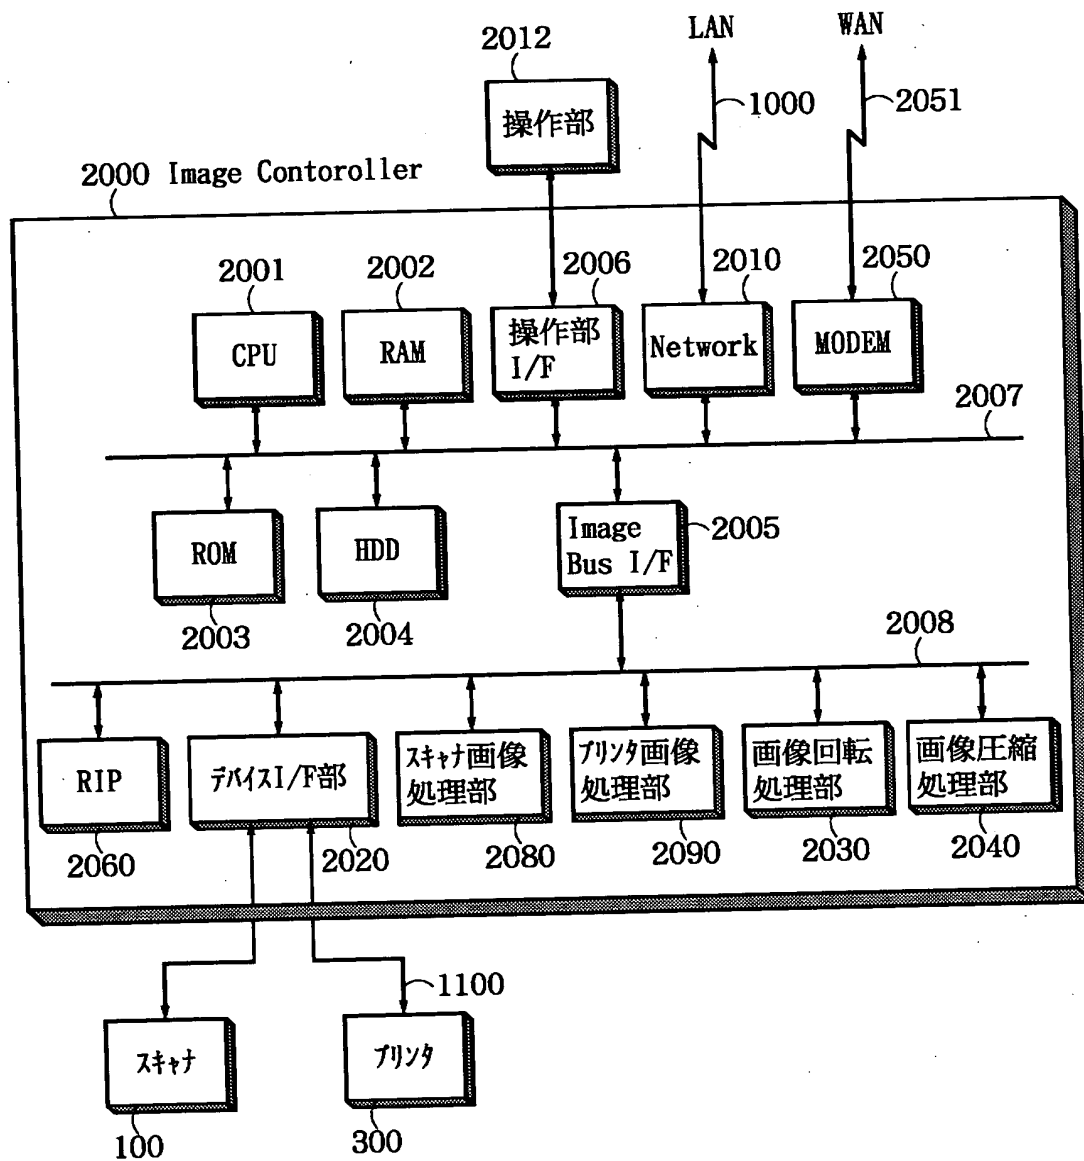 LAN
WAN
2012
操作部
1000
2051
2000 Image Contoroller
2001
2002
2006
2010
2050
CPU
RAM
操作部
I/F
Network
MODEM
2007
ROM
HDD
Image
Bus I/F
2005
2003
2004
2008
RIP
デバイスI/F部
スキャナ画像
処理部
プリンタ画像
処理部
画像回転
処理部
画像圧縮
処理部
2060
2020
2080
2090
2030
2040
1100
スキャナ
プリンタ
100
300